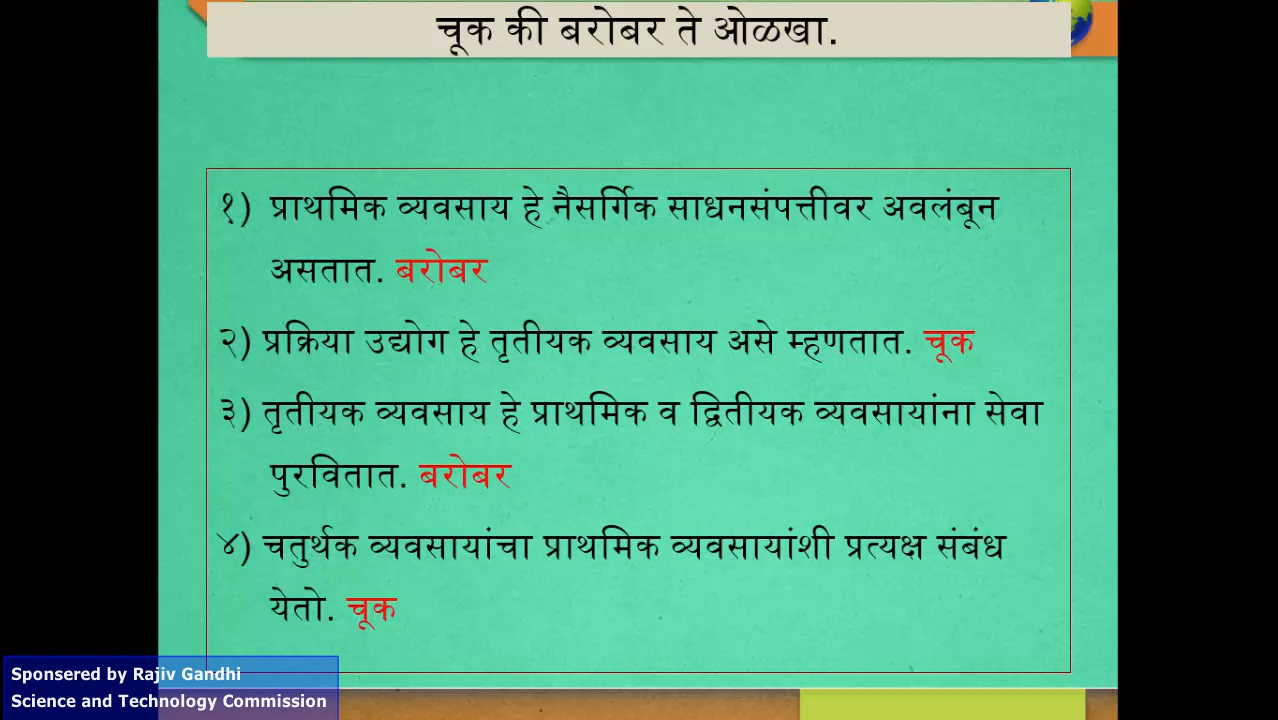 चूक की बरोबर ते ओळखा.
१) प्राथमिक व्यवसाय हे नैसर्गिक साधनसंपत्तीवर अवलंबून
असतात. बरोबर
२) प्रक्रिया उद्योग हे तृतीयक व्यवसाय असे म्हणतात. चूक
३) तृतीयक व्यवसाय हे प्राथमिक व द्वितीयक व्यवसायांना सेवा
पुरवितात. बरोबर
४) चतुर्थक व्यवसायांचा प्राथमिक व्यवसायांशी प्रत्यक्ष संबंध
येतो. चूक
Sponsered by Rajiv Gandhi
Science and Technology Commission